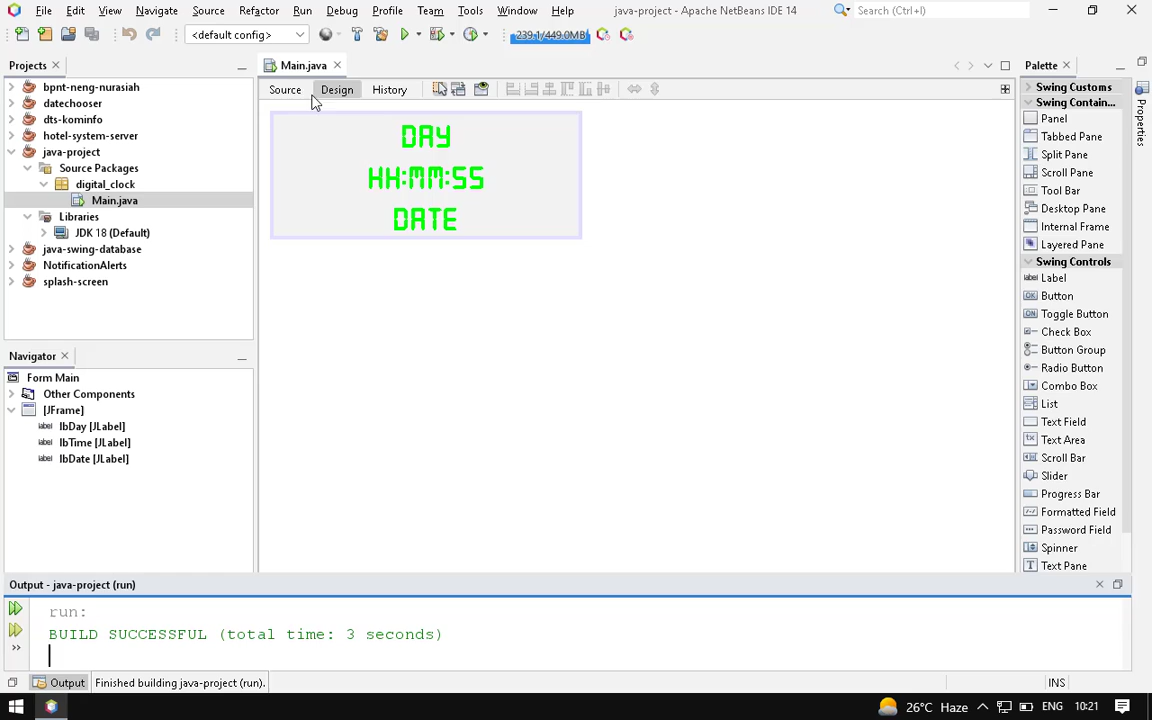 File Edit View Navigate Source Refactor Run Debug Profile Team Tools Window Help java-project - Apache NetBeans IDE 14 Search (Ctrl+I)
<default config> 239.1/449.0MB
Projects Main.java Palette
Source Design History
bpnt-neng-nurasiah
datechooser
dts-kominfo
hotel-system-server
java-project
Source Packages
digital_clock
Main.java
Libraries
JDK 18 (Default)
java-swing-database
NotificationAlerts
splash-screen
DAY
HH:MM:SS
DATE
Swing Customs
Swing Contain...
Panel
Tabbed Pane
Split Pane
Scroll Pane
Tool Bar
Desktop Pane
Internal Frame
Layered Pane
Swing Controls
Label
Button
Toggle Button
Check Box
Button Group
Radio Button
Combo Box
List
Text Field
Text Area
Scroll Bar
Slider
Progress Bar
Formatted Field
Password Field
Spinner
Text Pane
Properties
Navigator
Form Main
Other Components
[JFrame]
lbDay [JLabel]
lbTime [JLabel]
lbDate [JLabel]
Output - java-project (run)
run:
BUILD SUCCESSFUL (total time: 3 seconds)
Output Finished building java-project (run). INS
26°C Haze ENG 10:21